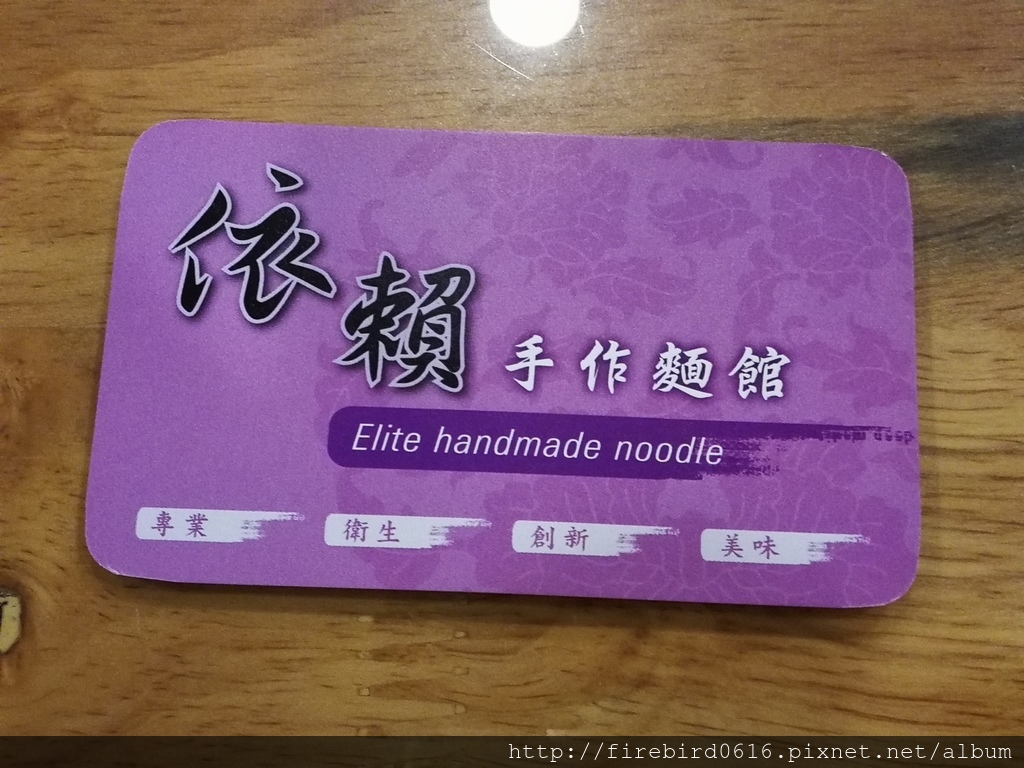 依賴手作麵館
Elite handmade noodle
專業 衛生 創新 美味
http://firebird0616.pixnet.net/album